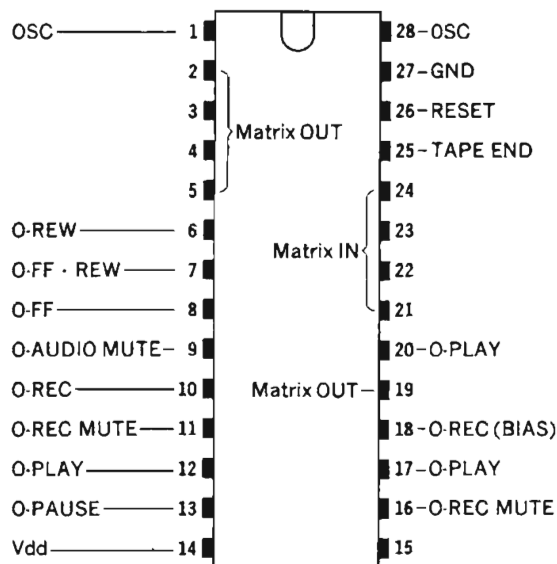 OSC 1 28-OSC
2 27-GND
3 Matrix OUT 26-RESET
4 25-TAPE END
5 24
O-REW 6 Matrix IN 23
O-FF · REW 7 22
O-FF 8 21
O-AUDIO MUTE- 9 20-O-PLAY
O-REC 10 Matrix OUT- 19
O-REC MUTE 11 18-O-REC (BIAS)
O-PLAY 12 17-O-PLAY
O-PAUSE 13 16-O-REC MUTE
Vdd 14 15